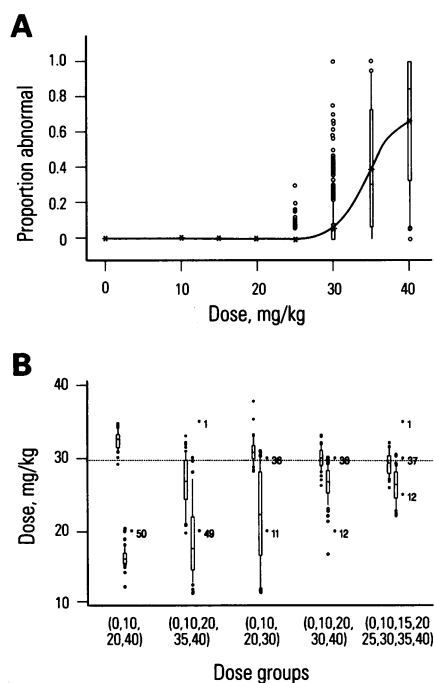 A
Proportion abnormal
1.0
0.8
0.6
0.4
0.2
0
0 10 20 30 40
Dose, mg/kg
B
Dose, mg/kg
40
30
20
10
1 1
36 36 37
12
50 49 11 12
(0,10, (0,10,20, (0,10, (0,10,20, (0,10,15,20
20,40) 35,40) 20,30) 30,40) 25,30,35,40)
Dose groups